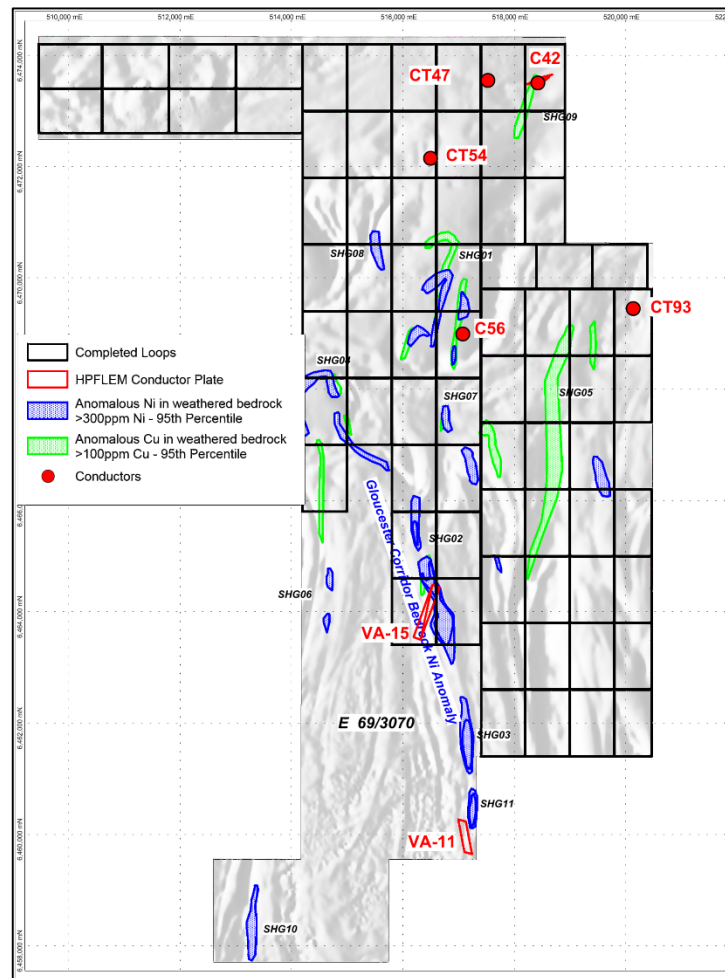 510,000 mE
512,000 mE
514,000 mE
516,000 mE
518,000 mE
520,000 mE
522
6,474,000 mN
6,472,000 mN
6,470,000 mN
6,466,000 mN
6,464,000 mN
6,462,000 mN
6,460,000 mN
6,458,000 mN
CT47
C42
SHG09
CT54
SHG08
SHG01
CT93
C56
Completed Loops
HPFLEM Conductor Plate
Anomalous Ni in weathered bedrock
>300ppm Ni - 95th Percentile
Anomalous Cu in weathered bedrock
>100ppm Cu - 95th Percentile
Conductors
SHG04
SHG07
SHG05
Gloucester Corridor Bedrock Ni Anomaly
SHG02
SHG06
VA-15
E 69/3070
SHG03
SHG11
VA-11
SHG10